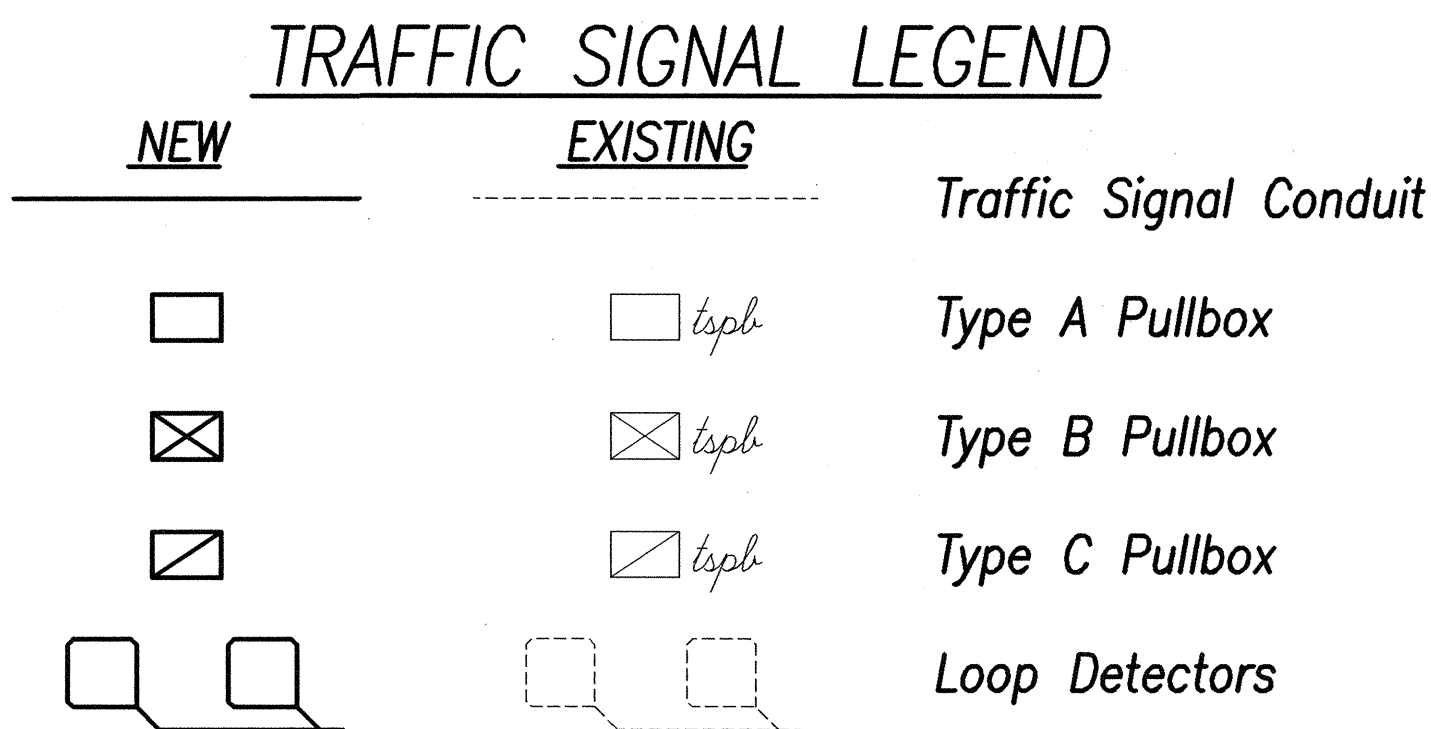 TRAFFIC SIGNAL LEGEND
NEW EXISTING
Traffic Signal Conduit
tspb Type A Pullbox
tspb Type B Pullbox
tspb Type C Pullbox
Loop Detectors